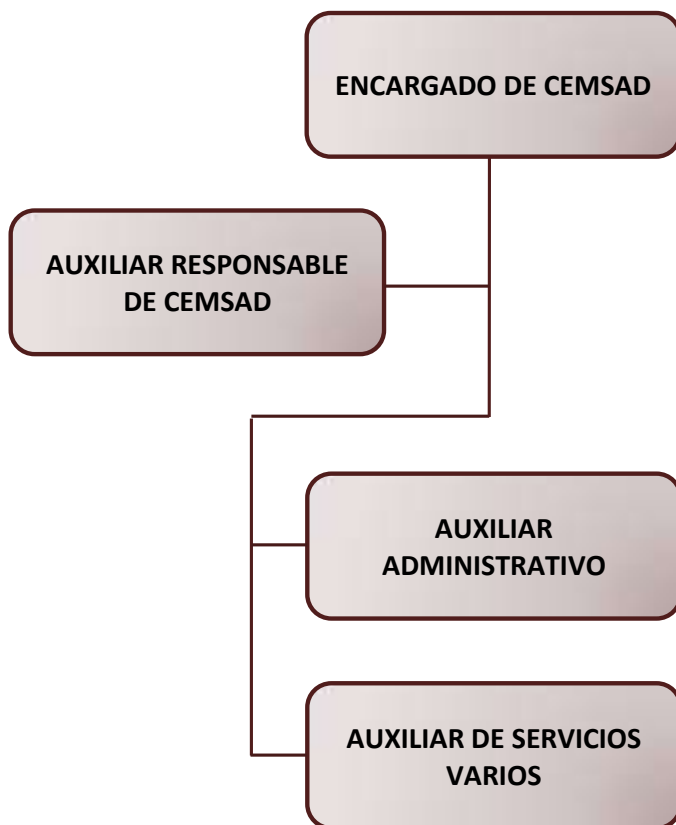 ENCARGADO DE CEMSAD
AUXILIAR RESPONSABLE
DE CEMSAD
AUXILIAR
ADMINISTRATIVO
AUXILIAR DE SERVICIOS
VARIOS